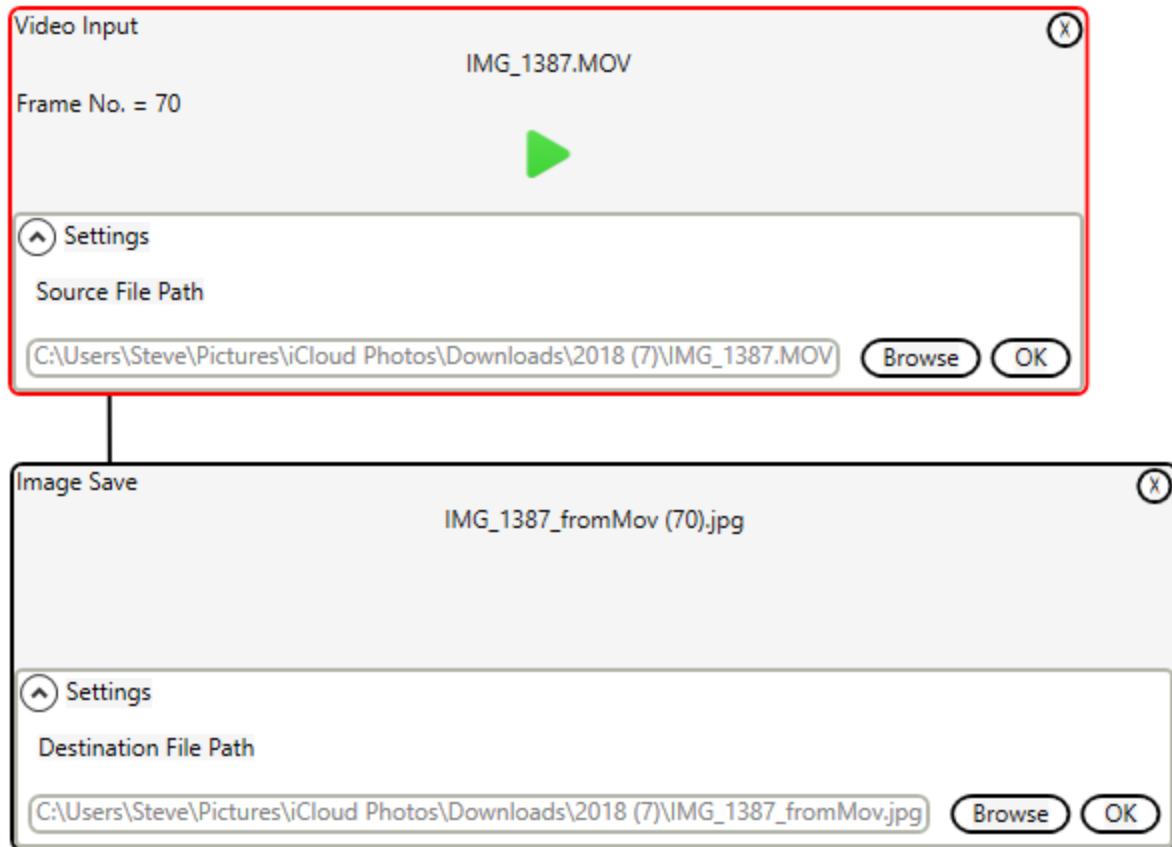 Video Input X
IMG_1387.MOV
Frame No. = 70
Settings
Source File Path
C:\Users\Steve\Pictures\iCloud Photos\Downloads\2018 (7)\IMG_1387.MOV Browse OK
Image Save X
IMG_1387_fromMov (70).jpg
Settings
Destination File Path
C:\Users\Steve\Pictures\iCloud Photos\Downloads\2018 (7)\IMG_1387_fromMov.jpg Browse OK